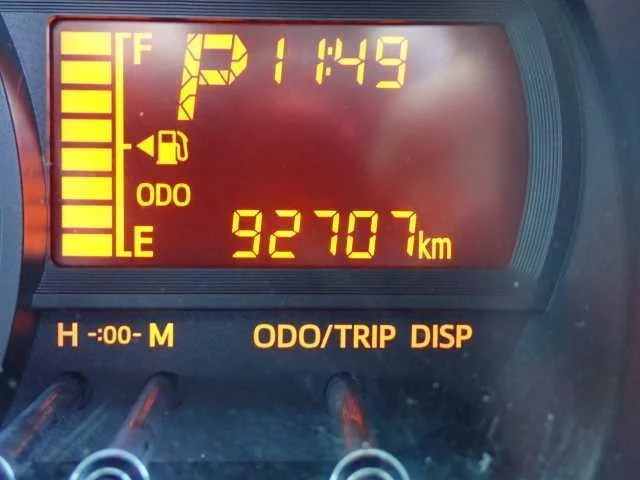 F P 11:49
ODO
E 92707km
H -:00- M ODO/TRIP DISP